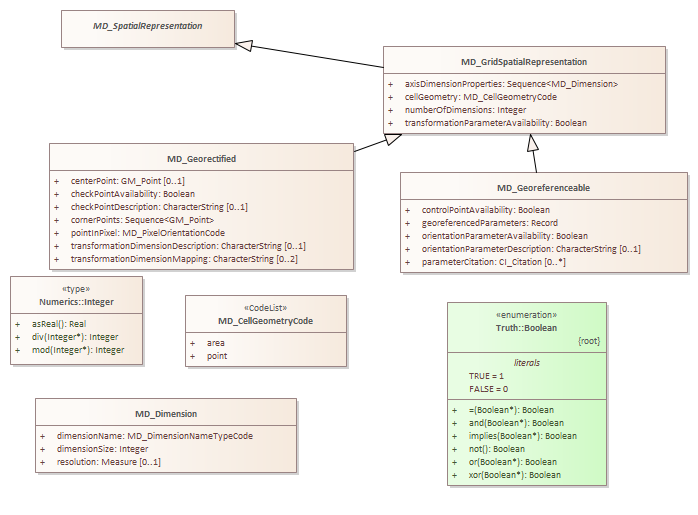 MD_SpatialRepresentation
MD_GridSpatialRepresentation
+ axisDimensionProperties: Sequence<MD_Dimension>
+ cellGeometry: MD_CellGeometryCode
+ numberOfDimensions: Integer
+ transformationParameterAvailability: Boolean
MD_Georectified
+ centerPoint: GM_Point [0..1]
+ checkPointAvailability: Boolean
+ checkPointDescription: CharacterString [0..1]
+ cornerPoints: Sequence<GM_Point>
+ pointInPixel: MD_PixelOrientationCode
+ transformationDimensionDescription: CharacterString [0..1]
+ transformationDimensionMapping: CharacterString [0..2]
MD_Georeferenceable
+ controlPointAvailability: Boolean
+ georeferencedParameters: Record
+ orientationParameterAvailability: Boolean
+ orientationParameterDescription: CharacterString [0..1]
+ parameterCitation: CI_Citation [0..*]
«type»
Numerics::Integer
+ asReal(): Real
+ div(Integer*): Integer
+ mod(Integer*): Integer
«CodeList»
MD_CellGeometryCode
+ area
+ point
«enumeration»
Truth::Boolean
{root}
literals
TRUE = 1
FALSE = 0
+ =(Boolean*): Boolean
+ and(Boolean*): Boolean
+ implies(Boolean*): Boolean
+ not(): Boolean
+ or(Boolean*): Boolean
+ xor(Boolean*): Boolean
MD_Dimension
+ dimensionName: MD_DimensionNameTypeCode
+ dimensionSize: Integer
+ resolution: Measure [0..1]